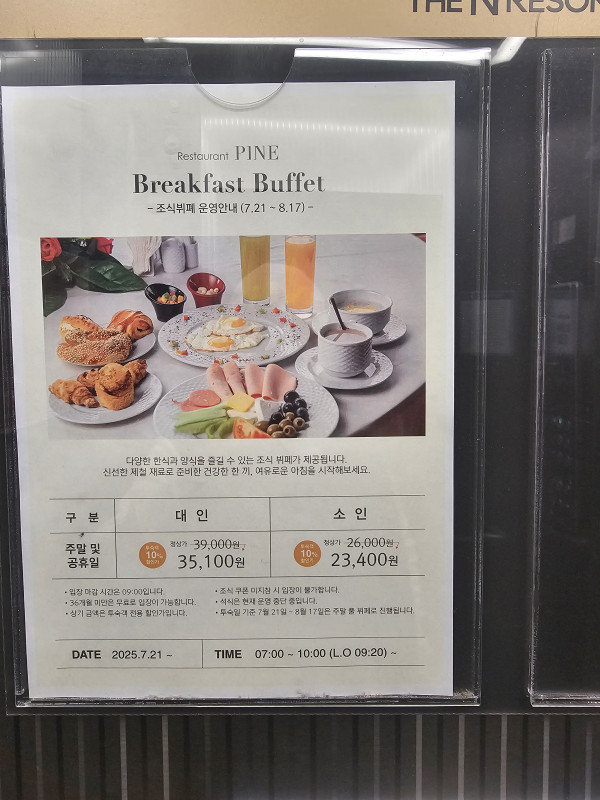 THE N RESOR
Restaurant PINE
Breakfast Buffet
- 조식뷔페 운영안내 (7.21 ~ 8.17) -
다양한 한식과 양식을 즐길 수 있는 조식 뷔페가 제공됩니다.
신선한 제철 재료로 준비한 건강한 한 끼, 여유로운 아침을 시작해보세요.
구 분 대 인 소 인
주말 및 공휴일
투숙객 10% 할인가 정상가 39,000원, 35,100원
투숙객 10% 할인가 정상가 26,000원, 23,400원
• 입장 마감 시간은 09:00입니다.
• 36개월 미만은 무료로 입장이 가능합니다.
• 상기 금액은 투숙객 전용 할인가입니다.
• 조식 쿠폰 미지참 시 입장이 불가합니다.
• 석식은 현재 운영 중단 중입니다.
• 투숙일 기준 7월 21일 ~ 8월 17일은 주말 풀 뷔페로 진행됩니다.
DATE 2025.7.21 ~ TIME 07:00 ~ 10:00 (L.O 09:20) ~